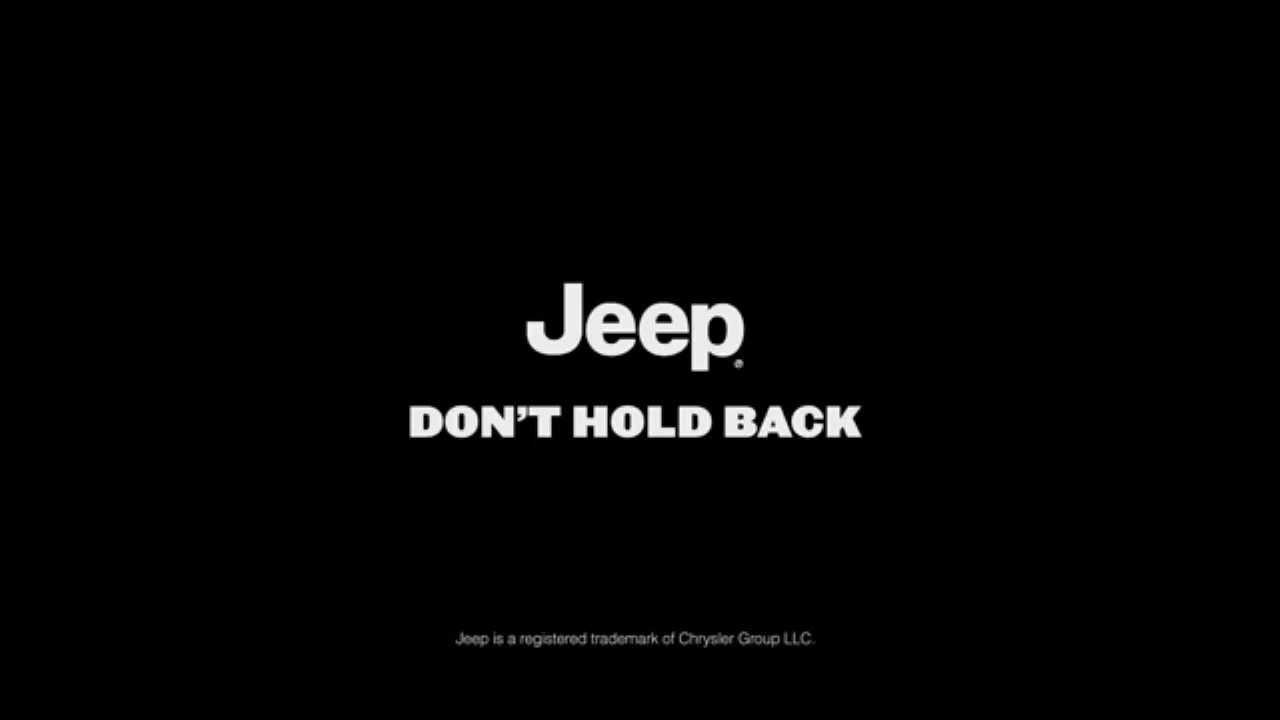 Jeep®
DON'T HOLD BACK
Jeep is a registered trademark of Chrysler Group LLC.